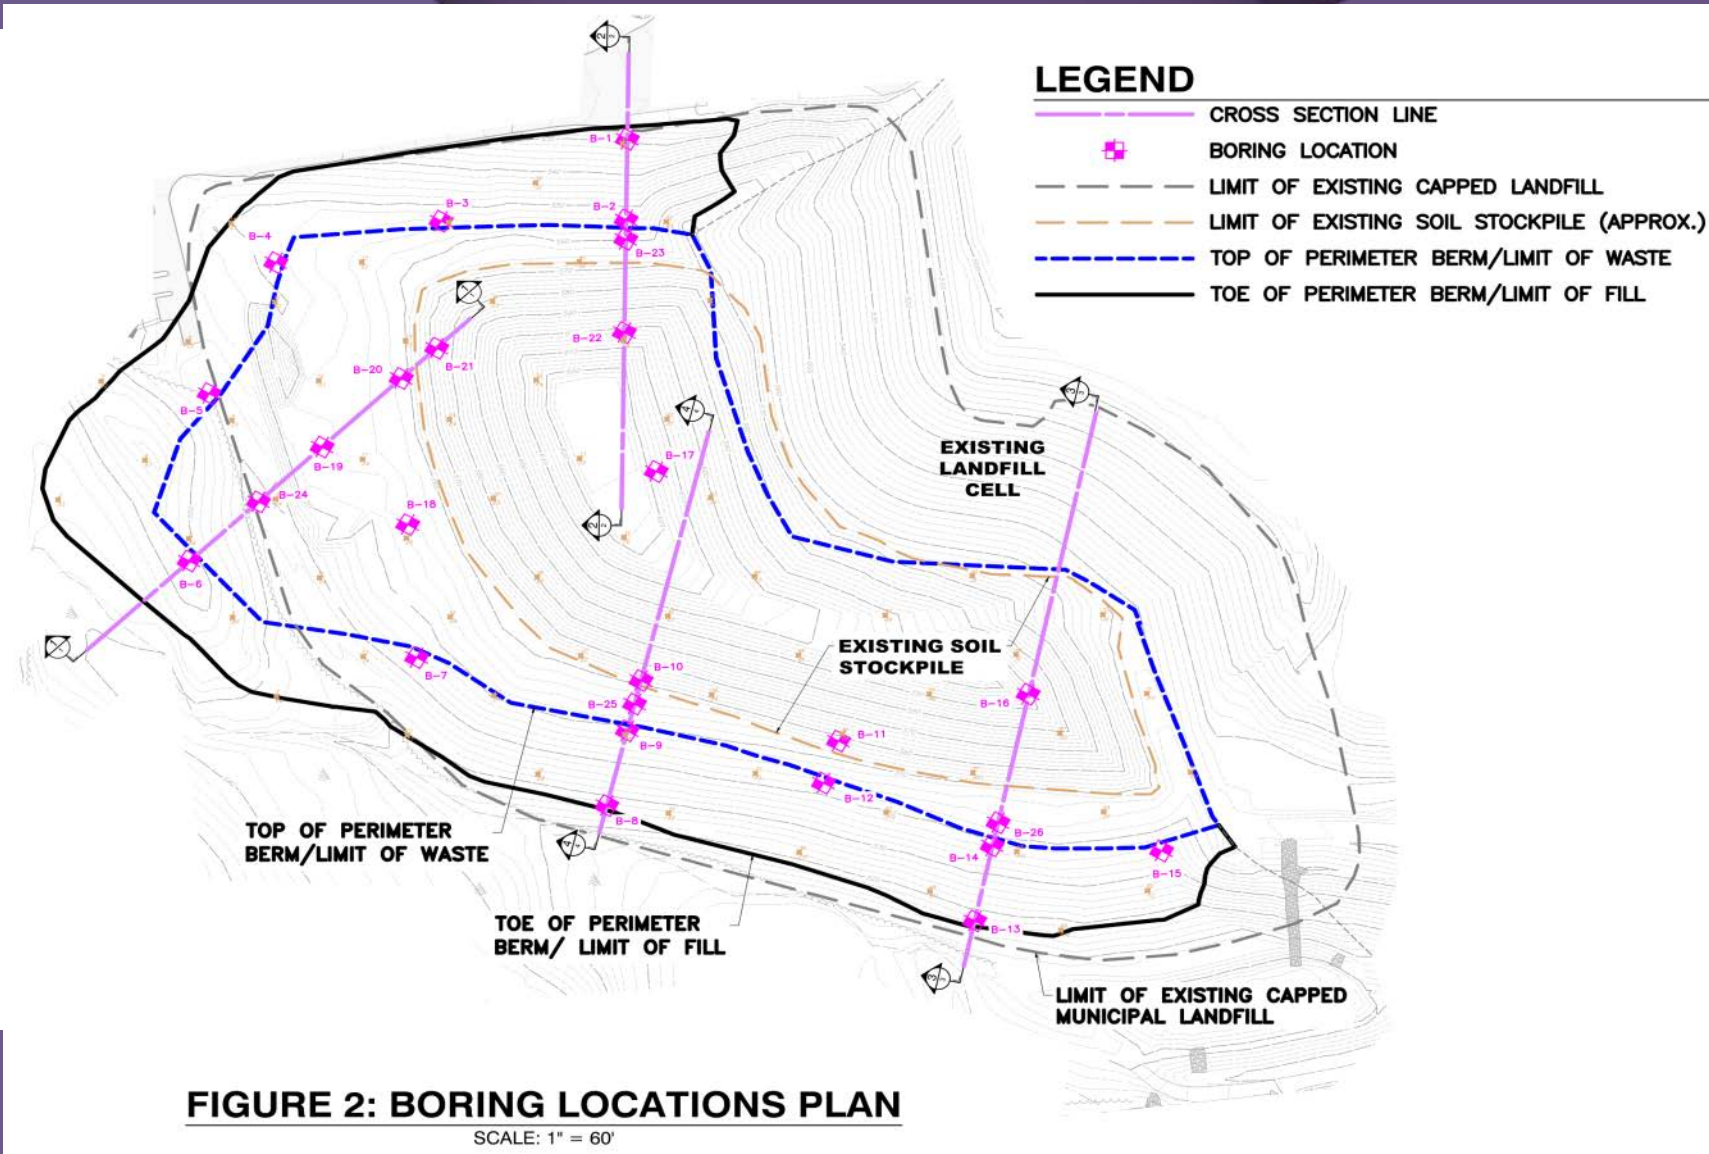 LEGEND
CROSS SECTION LINE
BORING LOCATION
LIMIT OF EXISTING CAPPED LANDFILL
LIMIT OF EXISTING SOIL STOCKPILE (APPROX.)
TOP OF PERIMETER BERM/LIMIT OF WASTE
TOE OF PERIMETER BERM/LIMIT OF FILL
B-1
B-2
B-3
B-4
B-23
B-22
B-21
B-20
B-5
B-19
B-17
B-24
B-18
B-6
B-7
B-10
B-25
B-9
B-8
B-11
B-12
B-16
B-26
B-14
B-15
B-13
EXISTING
LANDFILL
CELL
EXISTING SOIL
STOCKPILE
TOP OF PERIMETER
BERM/LIMIT OF WASTE
TOE OF PERIMETER
BERM/ LIMIT OF FILL
LIMIT OF EXISTING CAPPED
MUNICIPAL LANDFILL
FIGURE 2: BORING LOCATIONS PLAN
SCALE: 1" = 60'